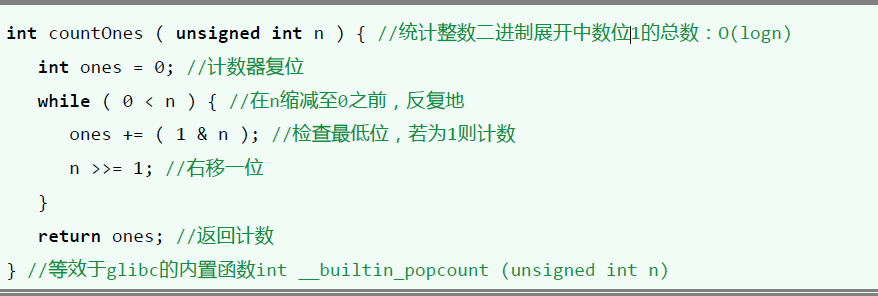 int countOnes ( unsigned int n ) { //统计整数二进制展开中数位1的总数：O(logn)
int ones = 0; //计数器复位
while ( 0 < n ) { //在n缩减至0之前，反复地
ones += ( 1 & n ); //检查最低位，若为1则计数
n >>= 1; //右移一位
}
return ones; //返回计数
} //等效于glibc的内置函数int __builtin_popcount (unsigned int n)